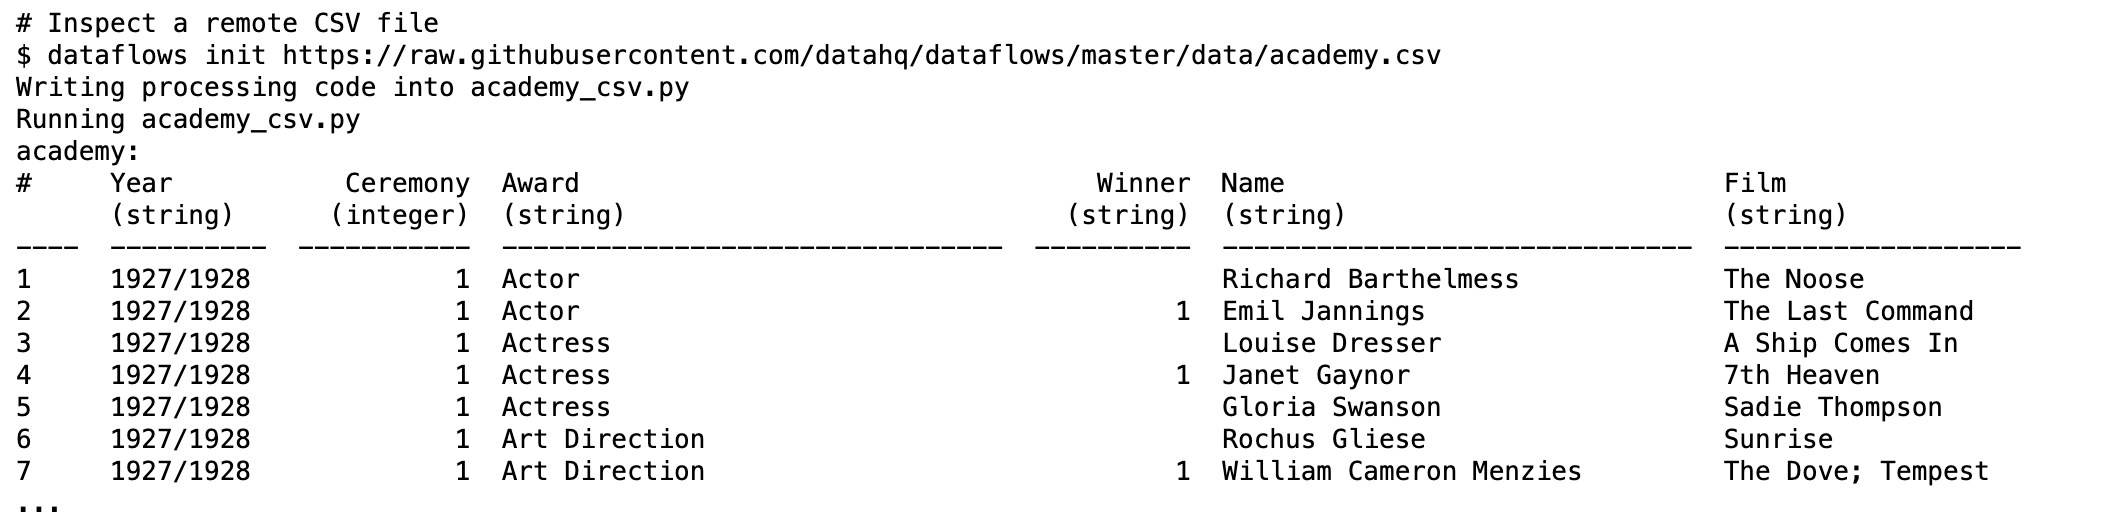 # Inspect a remote CSV file
$ dataflows init https://raw.githubusercontent.com/datahq/dataflows/master/data/academy.csv
Writing processing code into academy_csv.py
Running academy_csv.py
academy:
#     Year           Ceremony  Award                                 Winner  Name                            Film
      (string)      (integer)  (string)                            (string)  (string)                        (string)
----  ----------  -----------  --------------------------------  ----------  ------------------------------  -------------------
1     1927/1928             1  Actor                                         Richard Barthelmess             The Noose
2     1927/1928             1  Actor                                      1  Emil Jannings                   The Last Command
3     1927/1928             1  Actress                                       Louise Dresser                  A Ship Comes In
4     1927/1928             1  Actress                                    1  Janet Gaynor                    7th Heaven
5     1927/1928             1  Actress                                       Gloria Swanson                  Sadie Thompson
6     1927/1928             1  Art Direction                                 Rochus Gliese                   Sunrise
7     1927/1928             1  Art Direction                              1  William Cameron Menzies         The Dove; Tempest
...